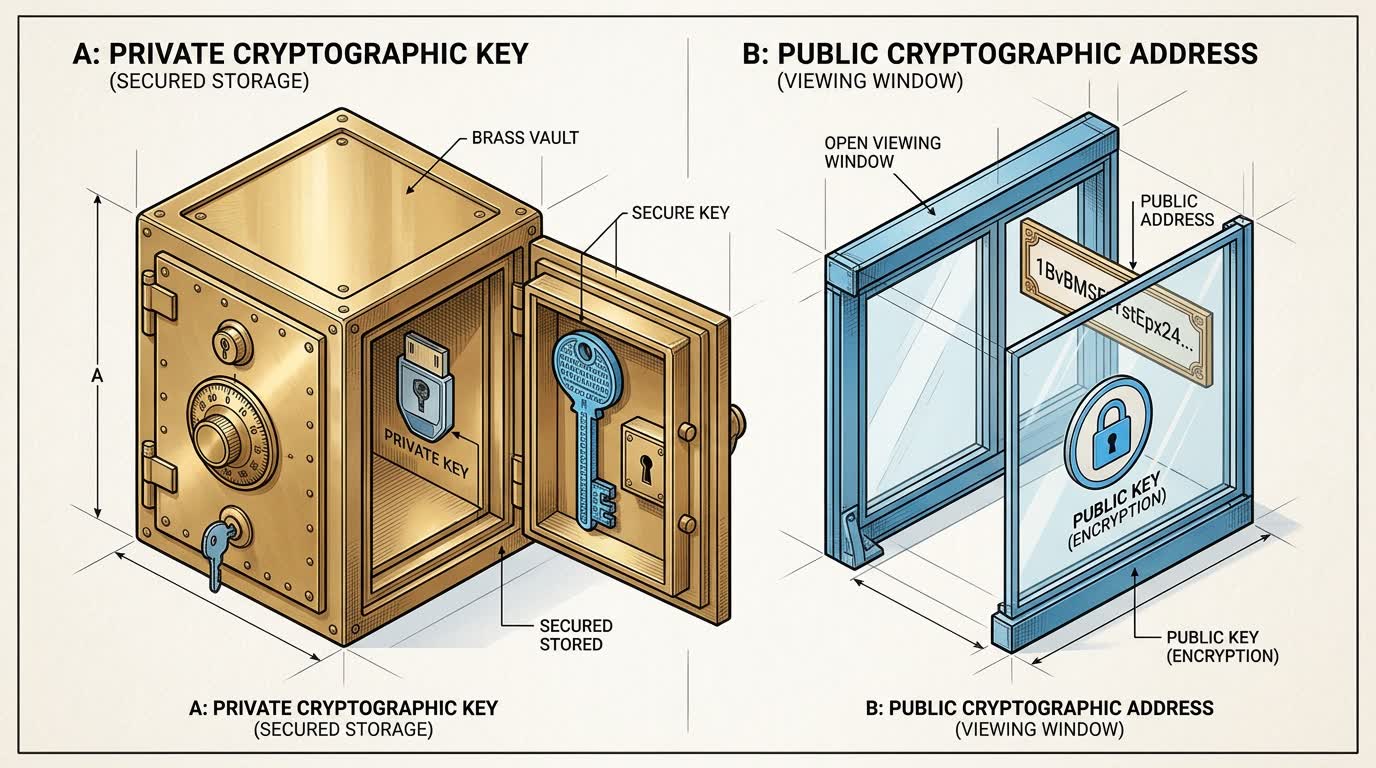 A: PRIVATE CRYPTOGRAPHIC KEY
(SECURED STORAGE)
BRASS VAULT
SECURE KEY
A
PRIVATE KEY
SECURED
STORED
A: PRIVATE CRYPTOGRAPHIC KEY
(SECURED STORAGE)
B: PUBLIC CRYPTOGRAPHIC ADDRESS
(VIEWING WINDOW)
OPEN VIEWING
WINDOW
PUBLIC
ADDRESS
PUBLIC KEY
(ENCRYPTION)
PUBLIC KEY
(ENCRYPTION)
B: PUBLIC CRYPTOGRAPHIC ADDRESS
(VIEWING WINDOW)